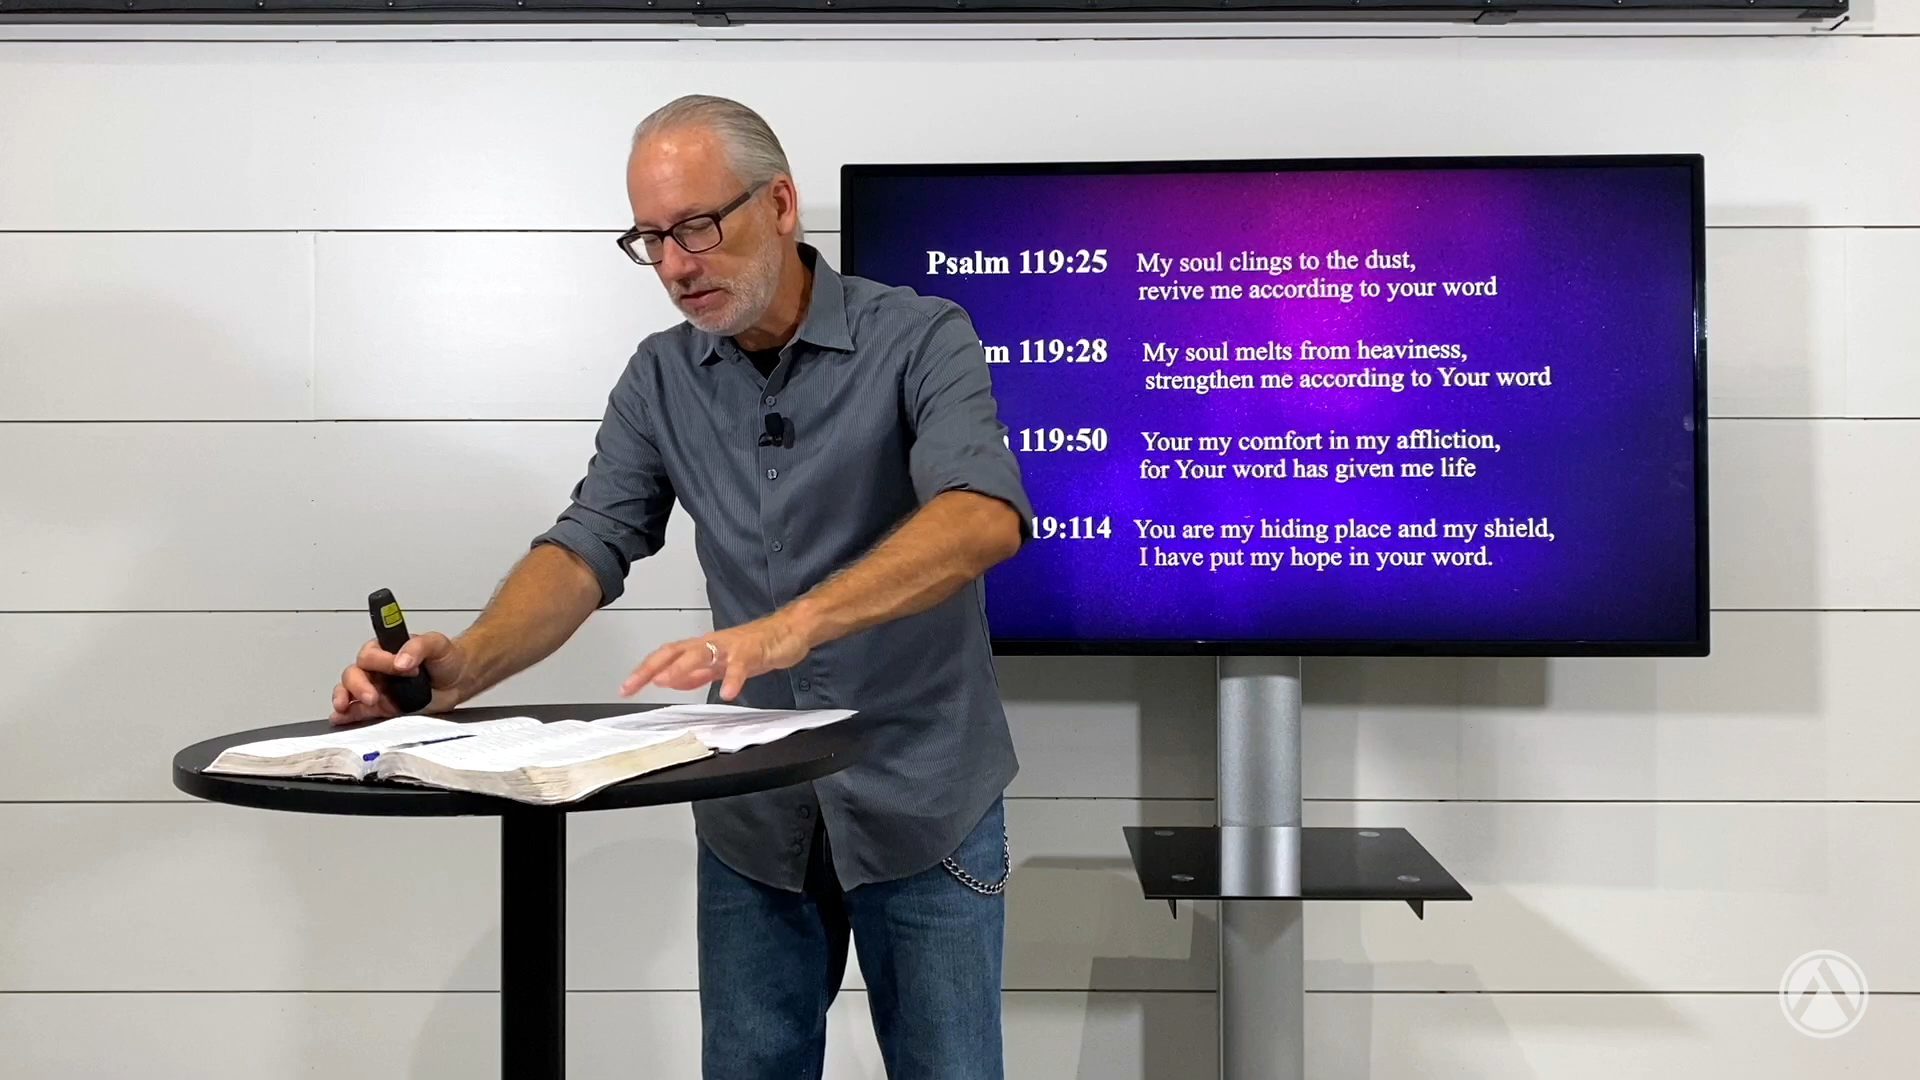 Psalm 119:25 My soul clings to the dust,
revive me according to your word
m 119:28 My soul melts from heaviness,
strengthen me according to Your word
119:50 Your my comfort in my affliction,
for Your word has given me life
19:114 You are my hiding place and my shield,
I have put my hope in your word.